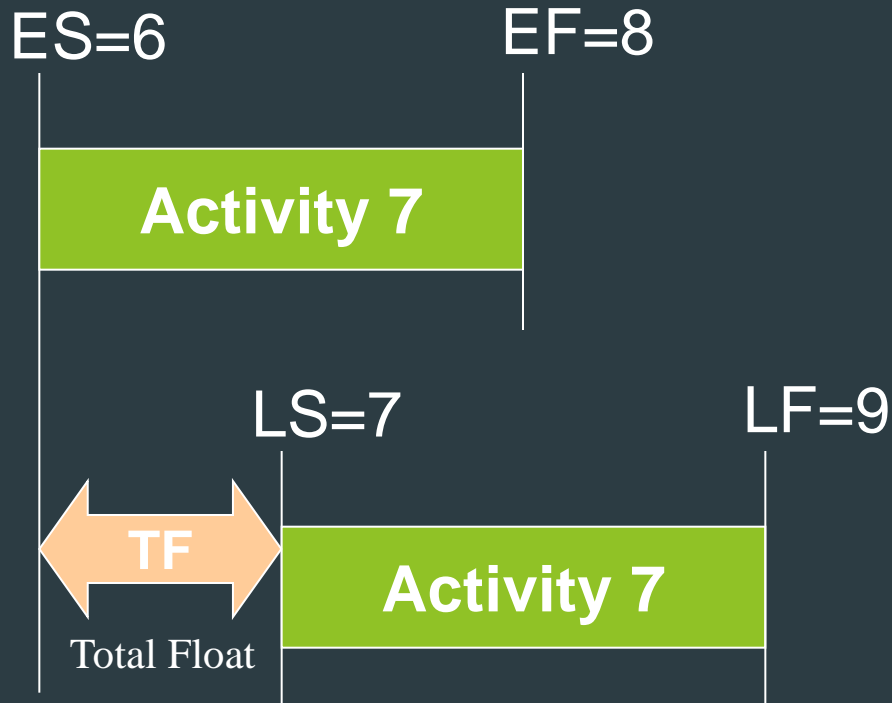 ES=6
EF=8
Activity 7
LS=7
LF=9
TF
Activity 7
Total Float